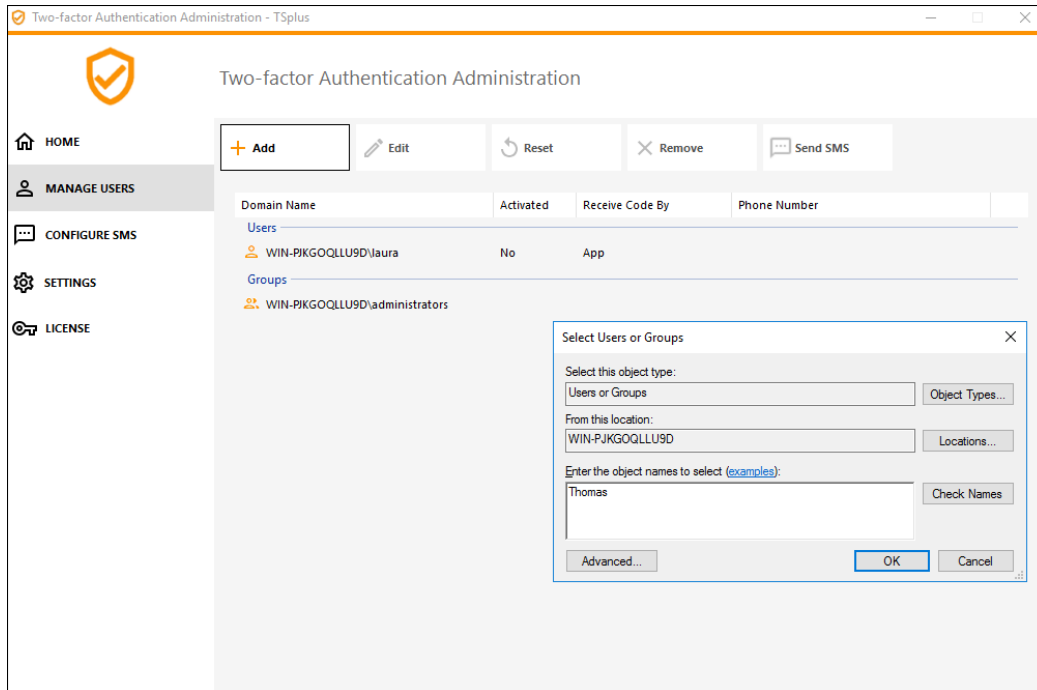 Two-factor Authentication Administration - TSplus
Two-factor Authentication Administration
HOME
MANAGE USERS
CONFIGURE SMS
SETTINGS
LICENSE
Add Edit Reset Remove Send SMS
Domain Name Activated Receive Code By Phone Number
Users
WIN-PJKGOQLLU9D\laura No App
Groups
WIN-PJKGOQLLU9D\administrators
Select Users or Groups
Select this object type:
Users or Groups Object Types...
From this location:
WIN-PJKGOQLLU9D Locations...
Enter the object names to select (examples):
Thomas Check Names
Advanced... OK Cancel